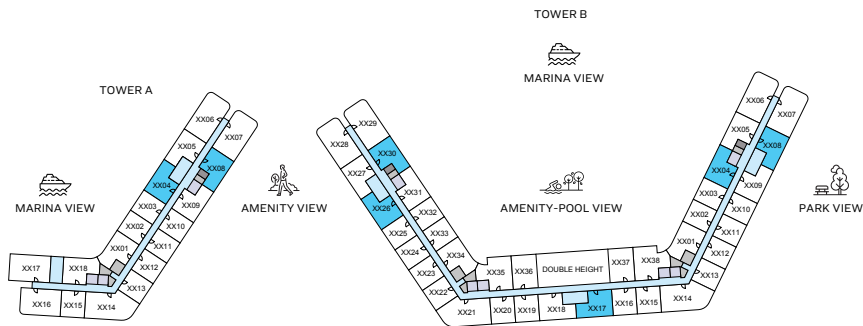 TOWER B
MARINA VIEW
TOWER A
XX06
XX07
XX05
XX04
XX08
XX03
XX09
XX02
XX10
XX01
XX11
XX12
XX13
XX17
XX18
XX16
XX15
XX14
MARINA VIEW
AMENITY VIEW
XX29
XX28
XX30
XX27
XX31
XX26
XX32
XX25
XX33
XX24
XX34
XX23
XX22
XX21
XX35
XX36
DOUBLE HEIGHT
XX37
XX38
XX20
XX19
XX18
XX17
XX16
XX15
XX14
AMENITY-POOL VIEW
XX06
XX07
XX05
XX08
XX04
XX09
XX03
XX10
XX02
XX11
XX01
XX12
XX13
PARK VIEW